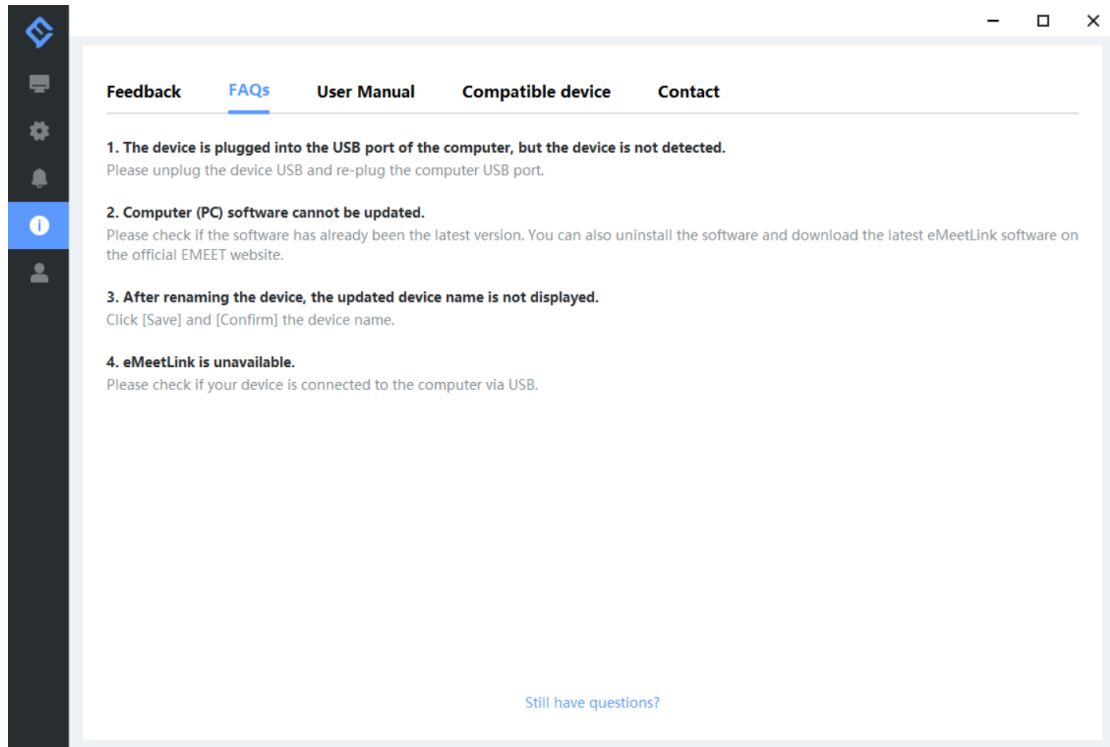 Feedback
FAQs
User Manual
Compatible device
Contact
1. The device is plugged into the USB port of the computer, but the device is not detected.
Please unplug the device USB and re-plug the computer USB port.
2. Computer (PC) software cannot be updated.
Please check if the software has already been the latest version. You can also uninstall the software and download the latest eMeetLink software on
the official EMEET website.
3. After renaming the device, the updated device name is not displayed.
Click [Save] and [Confirm] the device name.
4. eMeetLink is unavailable.
Please check if your device is connected to the computer via USB.
Still have questions?